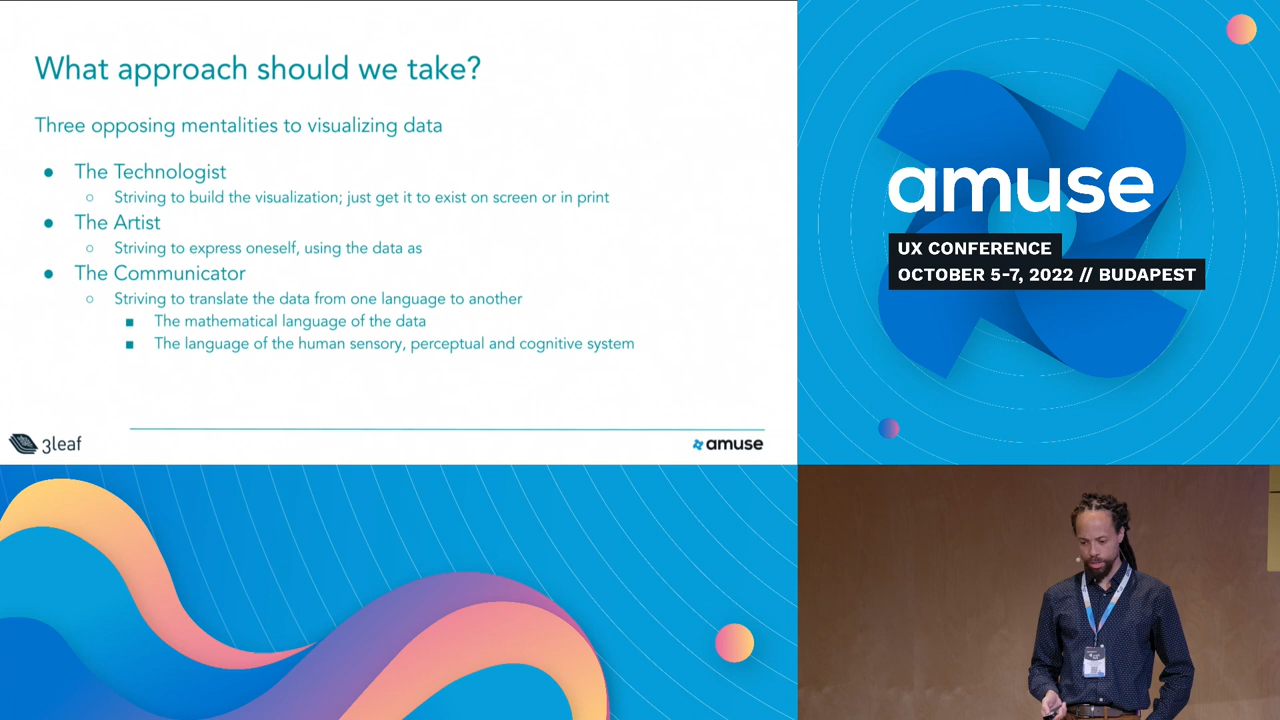 What approach should we take?
Three opposing mentalities to visualizing data
● The Technologist
○ Striving to build the visualization; just get it to exist on screen or in print
● The Artist
○ Striving to express oneself, using the data as
● The Communicator
○ Striving to translate the data from one language to another
■ The mathematical language of the data
■ The language of the human sensory, perceptual and cognitive system
3leaf
amuse
amuse
UX CONFERENCE
OCTOBER 5-7, 2022 // BUDAPEST